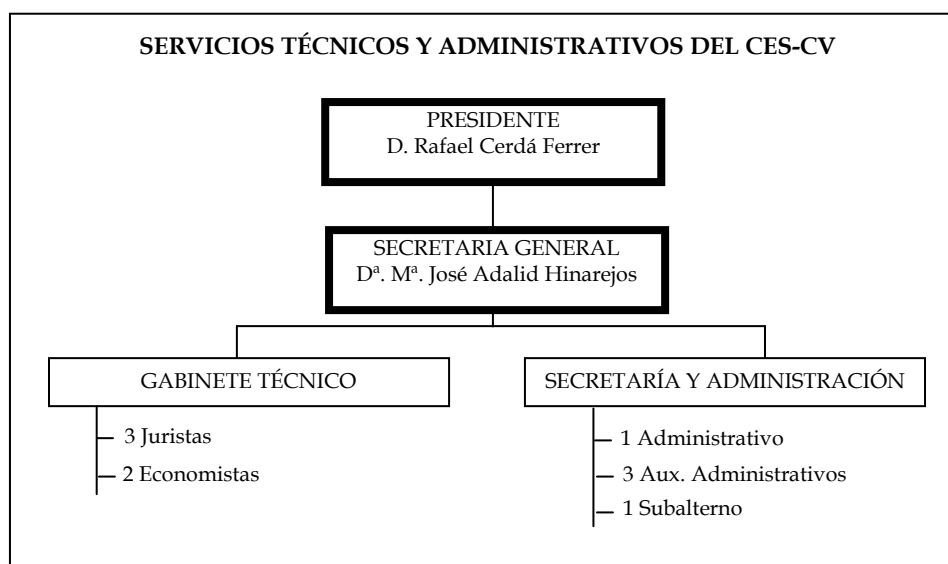 SERVICIOS TÉCNICOS Y ADMINISTRATIVOS DEL CES-CV
PRESIDENTE
D. Rafael Cerdá Ferrer
SECRETARIA GENERAL
Dª. Mª. José Adalid Hinarejos
GABINETE TÉCNICO
3 Juristas
2 Economistas
SECRETARÍA Y ADMINISTRACIÓN
1 Administrativo
3 Aux. Administrativos
1 Subalterno